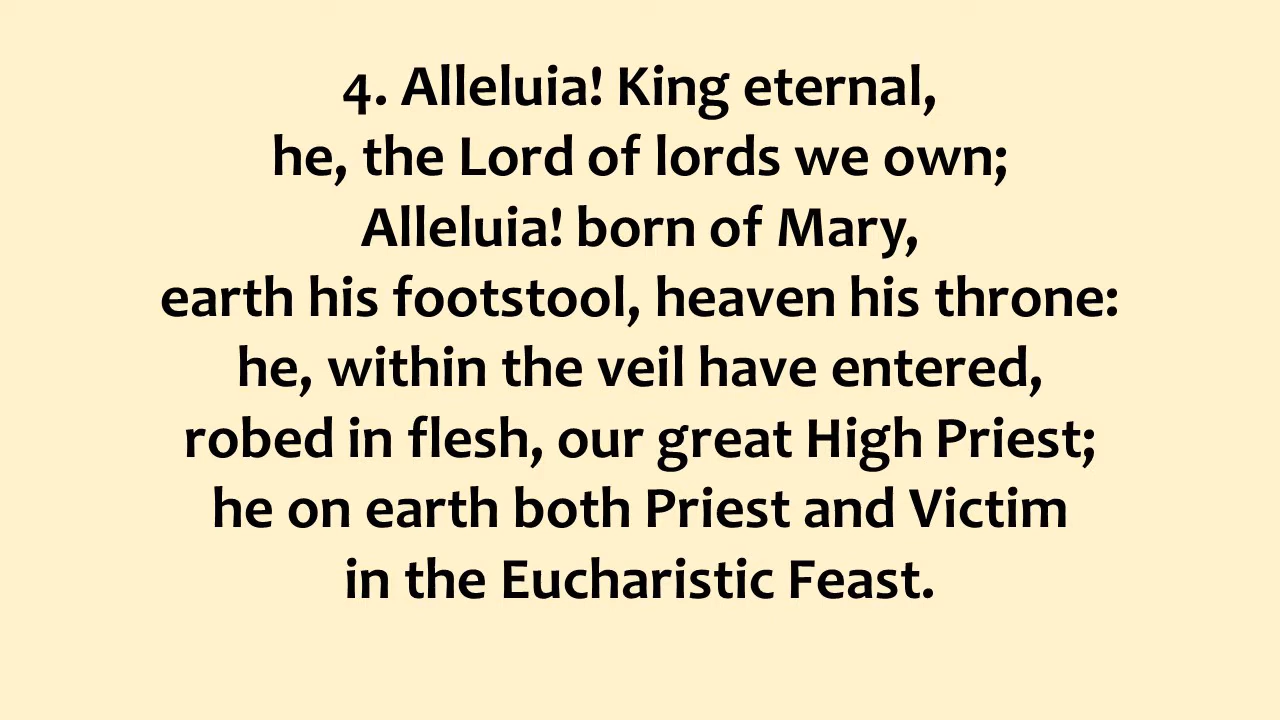 4. Alleluia! King eternal,
he, the Lord of lords we own;
Alleluia! born of Mary,
earth his footstool, heaven his throne:
he, within the veil have entered,
robed in flesh, our great High Priest;
he on earth both Priest and Victim
in the Eucharistic Feast.